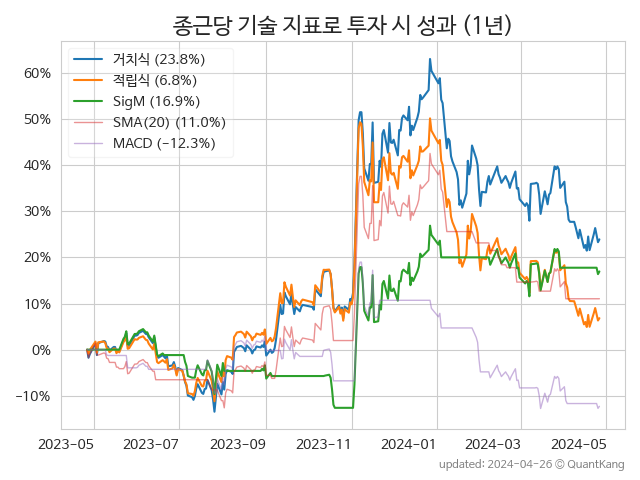 종근당 기술 지표로 투자 시 성과 (1년)
거치식 (23.8%)
적립식 (6.8%)
SigM (16.9%)
SMA(20) (11.0%)
MACD (−12.3%)
60%
50%
40%
30%
20%
10%
0%
−10%
2023-05 2023-07 2023-09 2023-11 2024-01 2024-03 2024-05
updated: 2024-04-26 © QuantKang